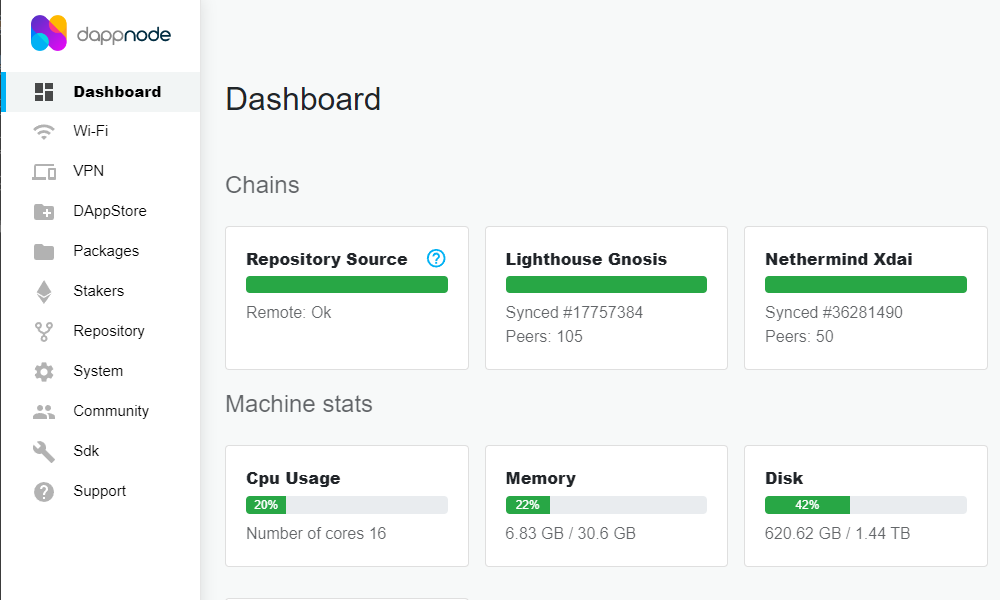 dappnode
Dashboard
Wi-Fi
VPN
DAppStore
Packages
Stakers
Repository
System
Community
Sdk
Support
Dashboard
Chains
Repository Source ?
Remote: Ok
Lighthouse Gnosis
Synced #17757384
Peers: 105
Nethermind Xdai
Synced #36281490
Peers: 50
Machine stats
Cpu Usage
20%
Number of cores 16
Memory
22%
6.83 GB / 30.6 GB
Disk
42%
620.62 GB / 1.44 TB